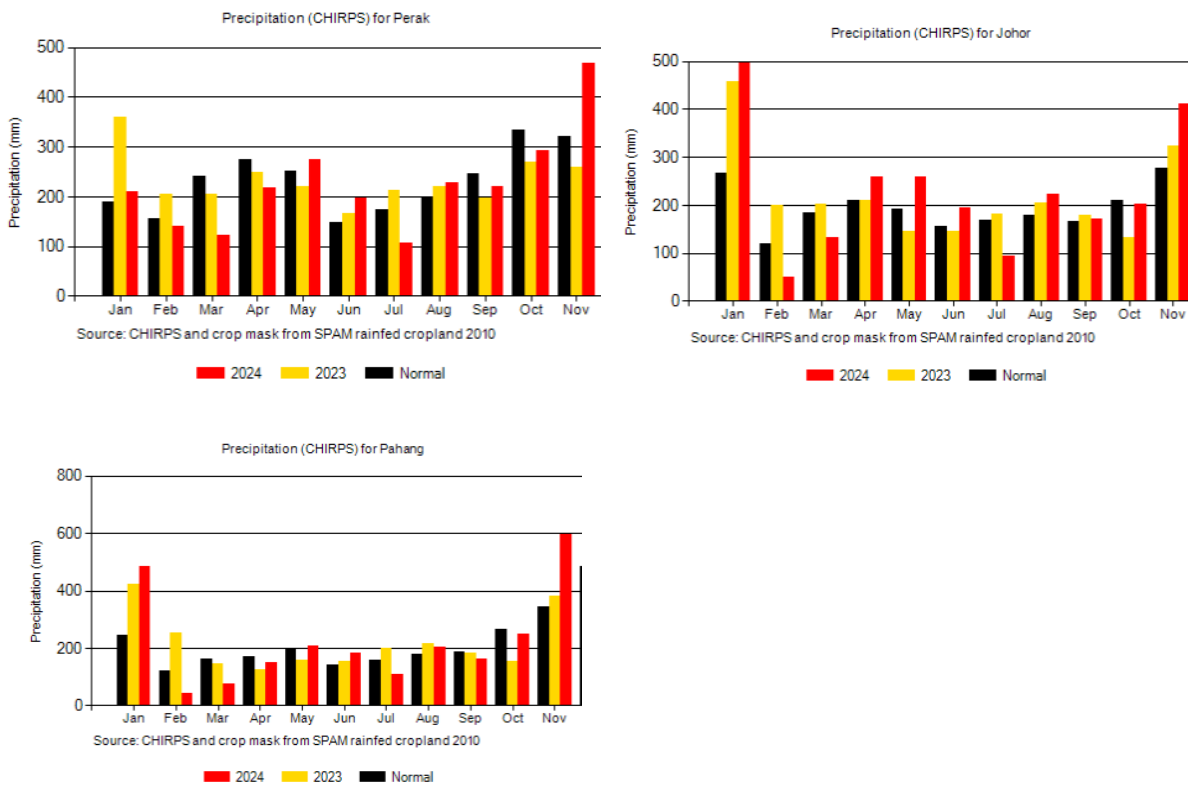 Precipitation (CHIRPS) for Perak
500
400
300
200
100
0
Precipitation (mm)
Jan Feb Mar Apr May Jun Jul Aug Sep Oct Nov
Source: CHIRPS and crop mask from SPAM rainfed cropland 2010
2024 2023 Normal
Precipitation (CHIRPS) for Johor
500
400
300
200
100
0
Precipitation (mm)
Jan Feb Mar Apr May Jun Jul Aug Sep Oct Nov
Source: CHIRPS and crop mask from SPAM rainfed cropland 2010
2024 2023 Normal
Precipitation (CHIRPS) for Pahang
800
600
400
200
0
Precipitation (mm)
Jan Feb Mar Apr May Jun Jul Aug Sep Oct Nov
Source: CHIRPS and crop mask from SPAM rainfed cropland 2010
2024 2023 Normal